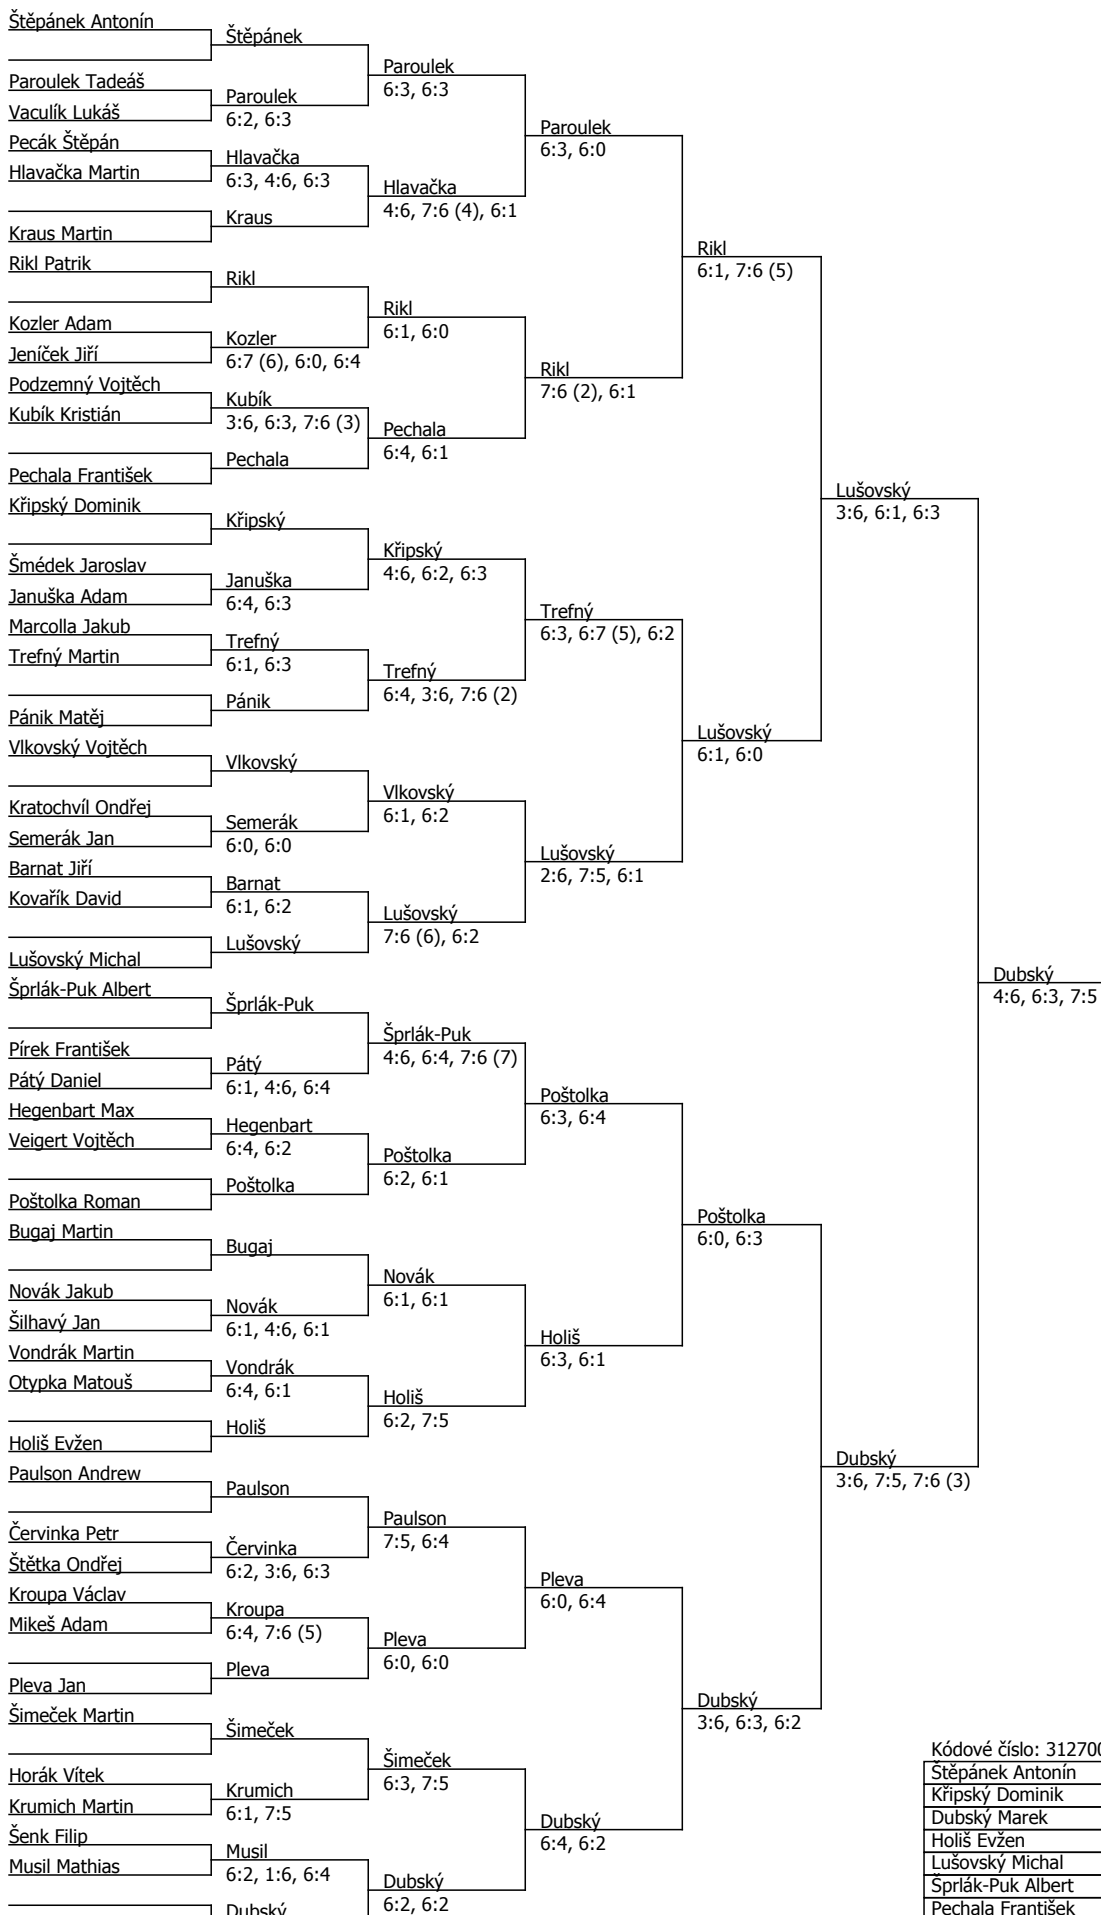 Štěpánek Antonín
Paroulek Tadeáš
Vaculík Lukáš
Pecák Štěpán
Hlavačka Martin
Kraus Martin
Rikl Patrik
Kozler Adam
Jeníček Jiří
Podzemný Vojtěch
Kubík Kristián
Pechala František
Křipský Dominik
Šmédek Jaroslav
Januška Adam
Marcolla Jakub
Trefný Martin
Pánik Matěj
Vlkovský Vojtěch
Kratochvíl Ondřej
Semerák Jan
Barnat Jiří
Kovařík David
Lušovský Michal
Šprlák-Puk Albert
Pírek František
Pátý Daniel
Hegenbart Max
Veigert Vojtěch
Poštolka Roman
Bugaj Martin
Novák Jakub
Šilhavý Jan
Vondrák Martin
Otypka Matouš
Holiš Evžen
Paulson Andrew
Červinka Petr
Štětka Ondřej
Kroupa Václav
Mikeš Adam
Pleva Jan
Šimeček Martin
Horák Vítek
Krumich Martin
Šenk Filip
Musil Mathias
Štěpánek
Paroulek
6:2, 6:3
Hlavačka
6:3, 4:6, 6:3
Kraus
Rikl
Kozler
6:7 (6), 6:0, 6:4
Kubík
3:6, 6:3, 7:6 (3)
Pechala
Křipský
Januška
6:4, 6:3
Trefný
6:1, 6:3
Pánik
Vlkovský
Semerák
6:0, 6:0
Barnat
6:1, 6:2
Lušovský
Šprlák-Puk
Pátý
6:1, 4:6, 6:4
Hegenbart
6:4, 6:2
Poštolka
Bugaj
Novák
6:1, 4:6, 6:1
Vondrák
6:4, 6:1
Holiš
Paulson
Červinka
6:2, 3:6, 6:3
Kroupa
6:4, 7:6 (5)
Pleva
Šimeček
Krumich
6:1, 7:5
Musil
6:2, 1:6, 6:4
Dubský
Paroulek
6:3, 6:3
Hlavačka
4:6, 7:6 (4), 6:1
Rikl
6:1, 6:0
Pechala
6:4, 6:1
Křipský
4:6, 6:2, 6:3
Trefný
6:4, 3:6, 7:6 (2)
Vlkovský
6:1, 6:2
Lušovský
7:6 (6), 6:2
Šprlák-Puk
4:6, 6:4, 7:6 (7)
Poštolka
6:2, 6:1
Novák
6:1, 6:1
Holiš
6:2, 7:5
Paulson
7:5, 6:4
Pleva
6:0, 6:0
Šimeček
6:3, 7:5
Dubský
6:2, 6:2
Paroulek
6:3, 6:0
Rikl
7:6 (2), 6:1
Trefný
6:3, 6:7 (5), 6:2
Lušovský
2:6, 7:5, 6:1
Poštolka
6:3, 6:4
Holiš
6:3, 6:1
Pleva
6:0, 6:4
Dubský
6:4, 6:2
Rikl
6:1, 7:6 (5)
Lušovský
6:1, 6:0
Poštolka
6:0, 6:3
Dubský
3:6, 6:3, 6:2
Lušovský
3:6, 6:1, 6:3
Dubský
3:6, 7:5, 7:6 (3)
Dubský
4:6, 6:3, 7:5
Kódové číslo: 312700
Štěpánek Antonín
Křipský Dominik
Dubský Marek
Holiš Evžen
Lušovský Michal
Šprlák-Puk Albert
Pechala František